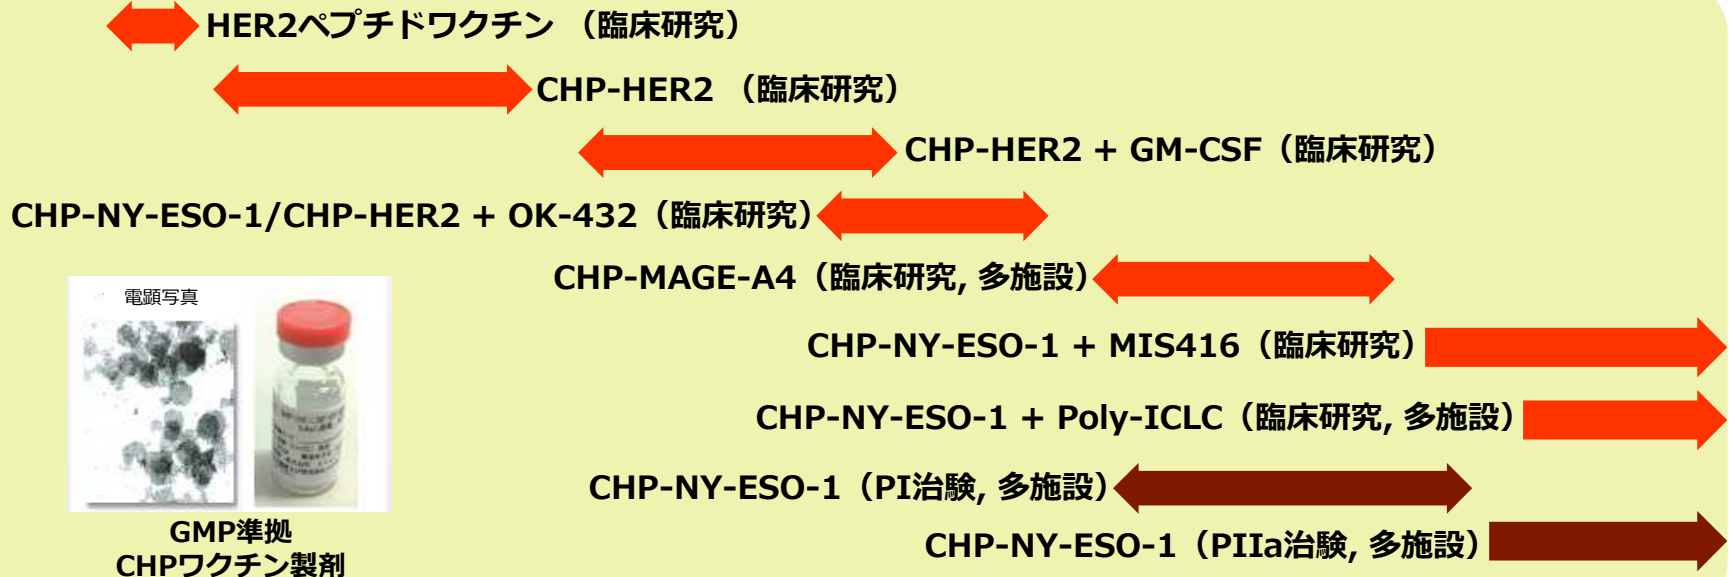 HER2ペプチドワクチン （臨床研究）
CHP-HER2 （臨床研究）
CHP-HER2 + GM-CSF（臨床研究）
CHP-NY-ESO-1/CHP-HER2 + OK-432（臨床研究）
CHP-MAGE-A4（臨床研究, 多施設）
電顕写真
CHP-NY-ESO-1 + MIS416（臨床研究）
CHP-NY-ESO-1 + Poly-ICLC（臨床研究, 多施設）
CHP-NY-ESO-1（PI治験, 多施設）
GMP準拠
CHPワクチン製剤
CHP-NY-ESO-1（PIIa治験, 多施設）